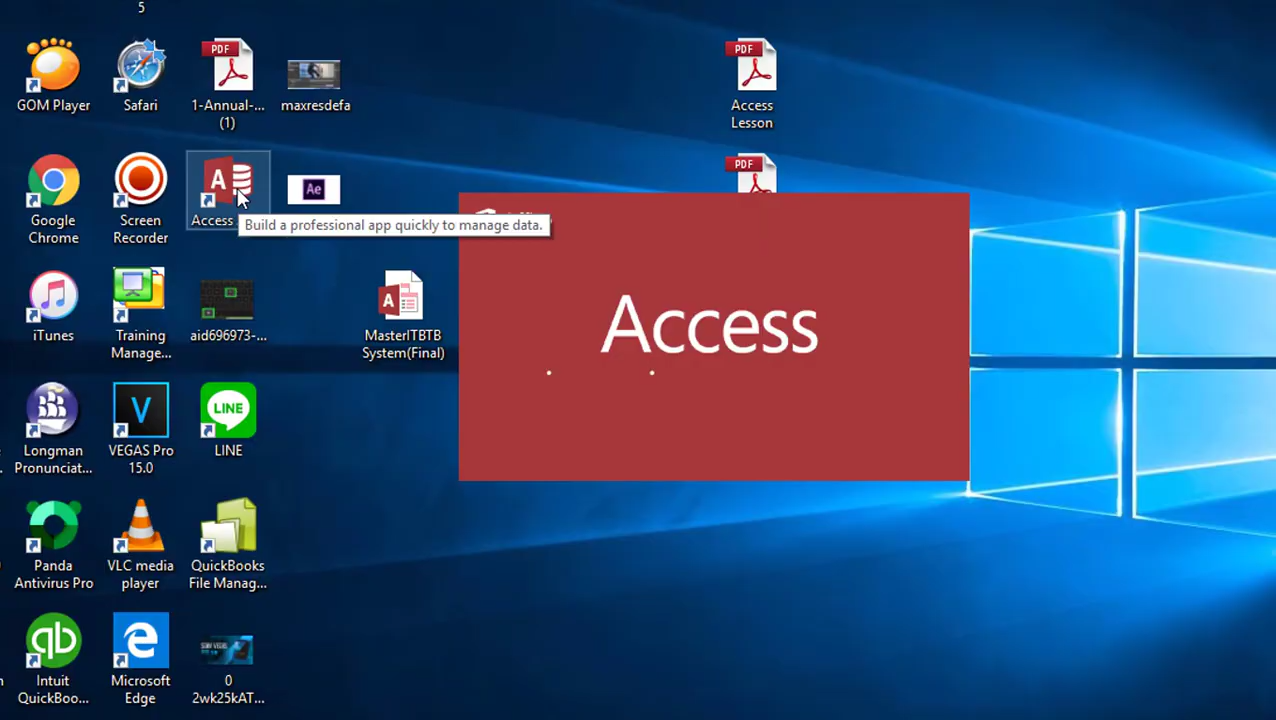 5
GOM Player
Safari
PDF
1-Annual-...
(1)
maxresdefa
PDF
Access
Lesson
Google
Chrome
Screen
Recorder
A
Access
Ae
PDF
Build a professional app quickly to manage data.
Access
iTunes
Training
Manage...
aid696973-...
A
MasterITBTB
System(Final)
Longman
Pronunciat...
V
VEGAS Pro
15.0
LINE
LINE
Panda
Antivirus Pro
VLC media
player
QuickBooks
File Manag...
qb
Intuit
QuickBoo...
e
Microsoft
Edge
0
2wk25kAT...